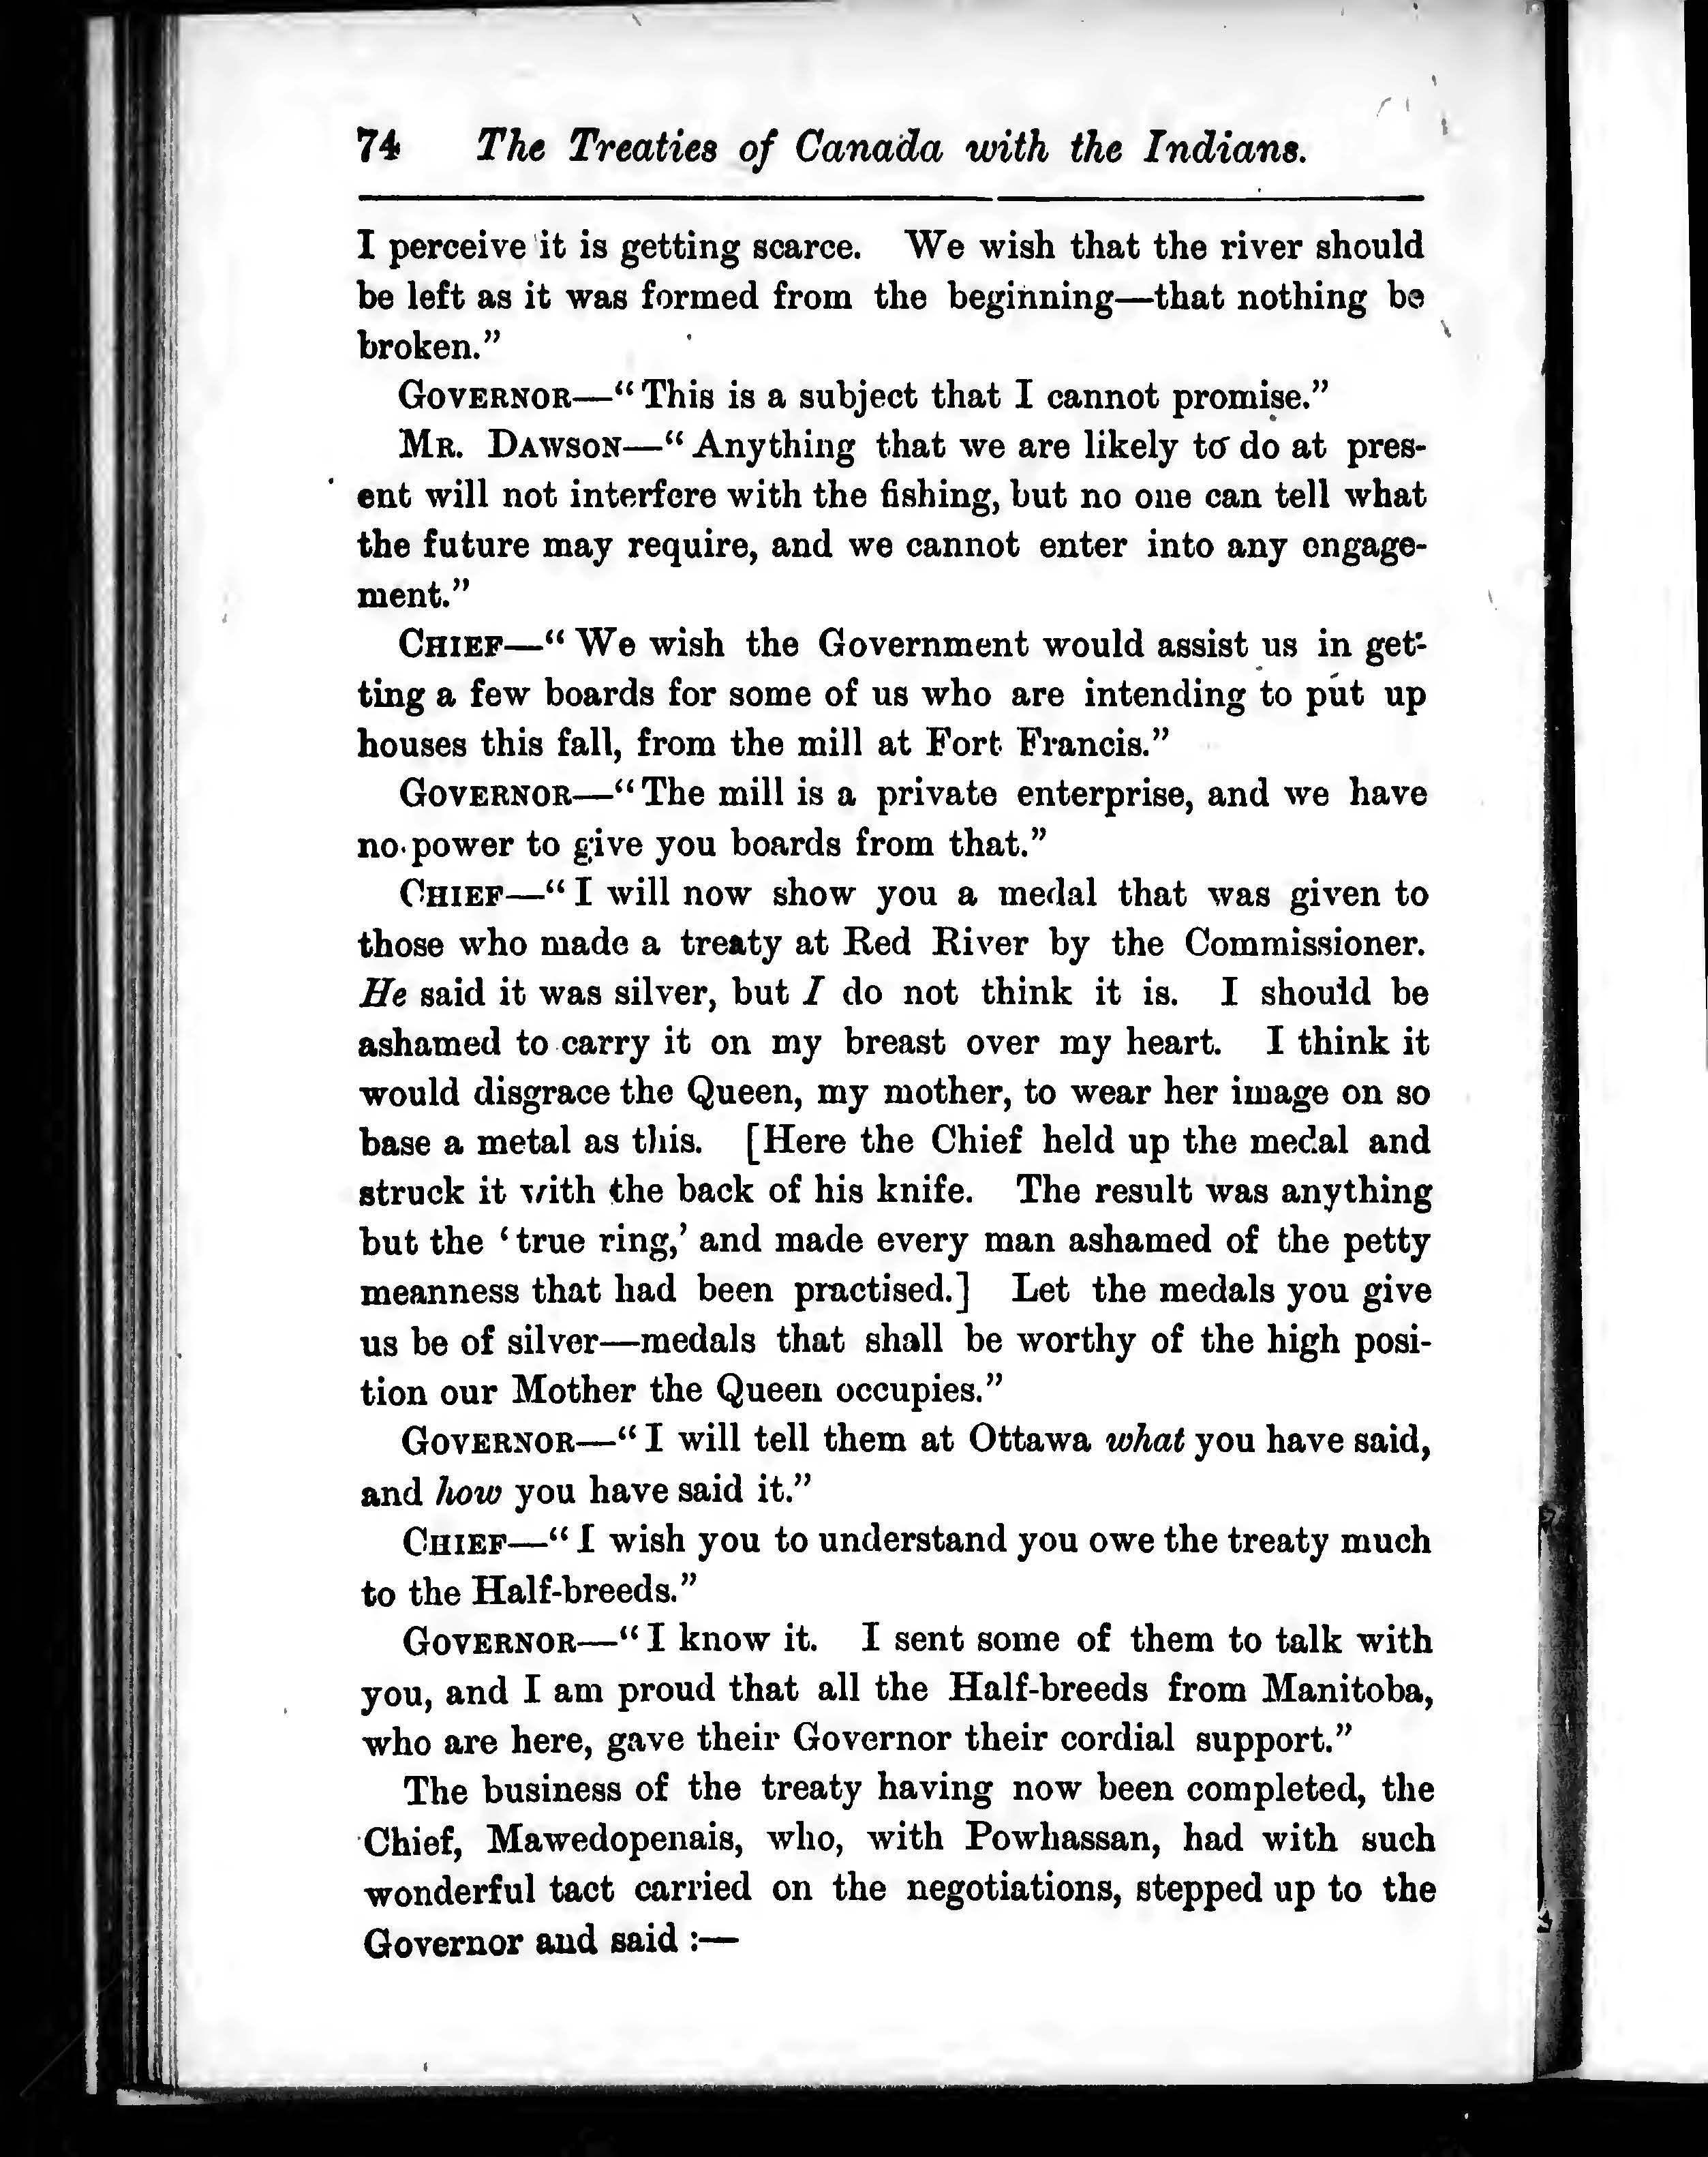 74 The Treaties of Canada with the Indians.
I perceive it is getting scarce. We wish that the river should
be left as it was formed from the beginning—that nothing be
broken.”
GOVERNOR—“This is a subject that I cannot promise.”
MR. DAWSON—“Anything that we are likely to do at pres-
ent will not interfere with the fishing, but no one can tell what
the future may require, and we cannot enter into any engage-
ment.”
CHIEF—“We wish the Government would assist us in get-
ting a few boards for some of us who are intending to put up
houses this fall, from the mill at Fort Francis.”
GOVERNOR—“The mill is a private enterprise, and we have
no power to give you boards from that.”
CHIEF—“I will now show you a medal that was given to
those who made a treaty at Red River by the Commissioner.
He said it was silver, but I do not think it is. I should be
ashamed to carry it on my breast over my heart. I think it
would disgrace the Queen, my mother, to wear her image on so
base a metal as this. [Here the Chief held up the medal and
struck it with the back of his knife. The result was anything
but the ‘true ring,’ and made every man ashamed of the petty
meanness that had been practised.] Let the medals you give
us be of silver—medals that shall be worthy of the high posi-
tion our Mother the Queen occupies.”
GOVERNOR—“I will tell them at Ottawa what you have said,
and how you have said it.”
CHIEF—“I wish you to understand you owe the treaty much
to the Half-breeds.”
GOVERNOR—“I know it. I sent some of them to talk with
you, and I am proud that all the Half-breeds from Manitoba,
who are here, gave their Governor their cordial support.”
The business of the treaty having now been completed, the
Chief, Mawedopenais, who, with Powhassan, had with such
wonderful tact carried on the negotiations, stepped up to the
Governor and said :—